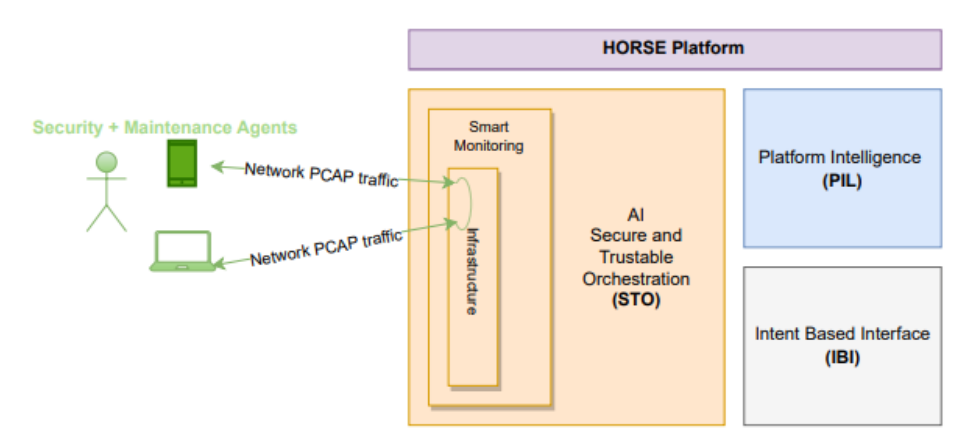 HORSE Platform
Security + Maintenance Agents
Network PCAP traffic
Network PCAP traffic
Smart
Monitoring
Infrastructure
AI
Secure and
Trustable
Orchestration
(STO)
Platform Intelligence
(PIL)
Intent Based Interface
(IBI)